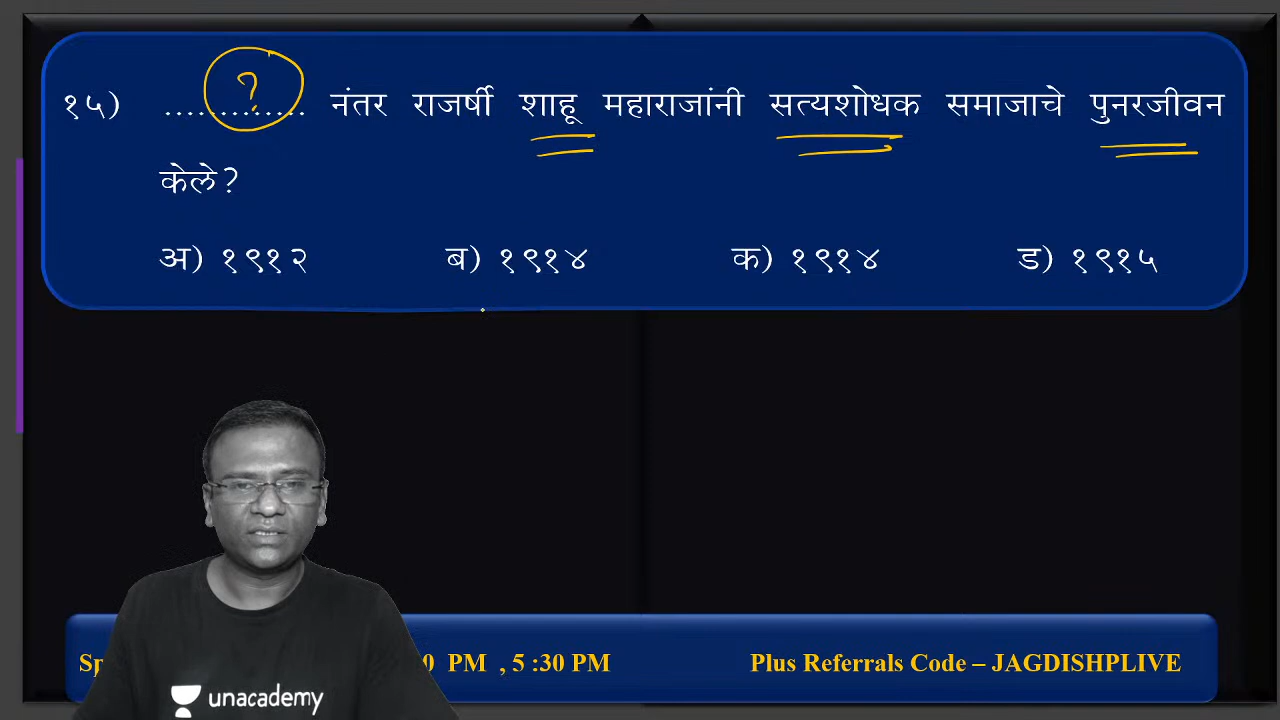 १५) ............. नंतर राजर्षी शाहू महाराजांनी सत्यशोधक समाजाचे पुनरजीवन
?
केले?
अ) १९१२ ब) १९१४ क) १९१४ ड) १९१५
Sp 0 PM , 5 :30 PM Plus Referrals Code – JAGDISHPLIVE
unacademy